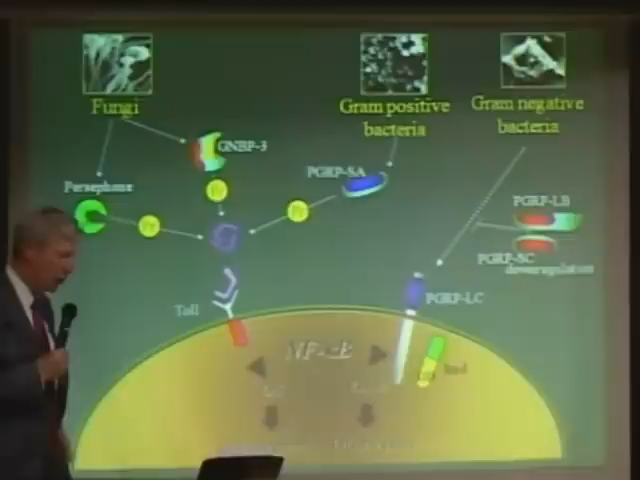 Fungi
Gram positive
bacteria
Gram negative
bacteria
GNBP-3
PGRP-SA
Persephone
PGRP-LB
PGRP-SC
downregulation
PGRP-LC
Toll
NF-κB
Imd